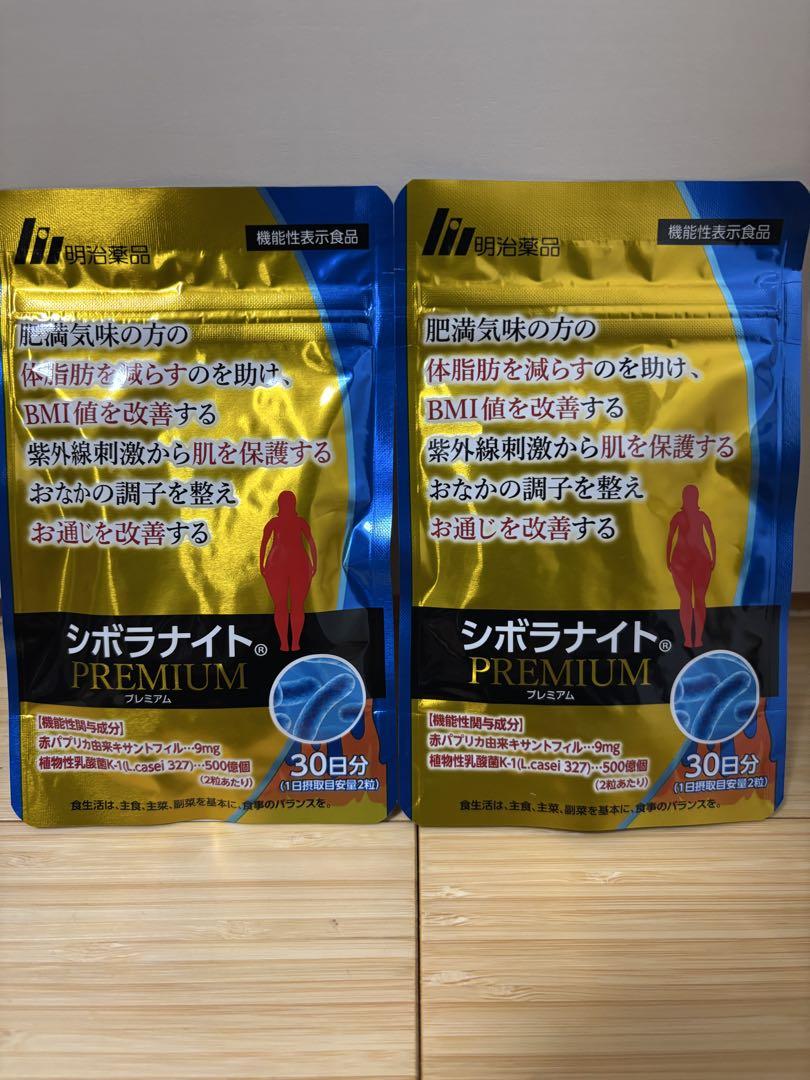 明治薬品
機能性表示食品
肥満気味の方の
体脂肪を減らすのを助け、
BMI値を改善する
紫外線刺激から肌を保護する
おなかの調子を整え
お通じを改善する
シボラナイト®
PREMIUM
プレミアム
【機能性関与成分】
赤パプリカ由来キサントフィル…9mg
植物性乳酸菌K-1(L.casei 327)…500億個
(2粒あたり)
30日分
(1日摂取目安量2粒)
食生活は、主食、主菜、副菜を基本に、食事のバランスを。
明治薬品
機能性表示食品
肥満気味の方の
体脂肪を減らすのを助け、
BMI値を改善する
紫外線刺激から肌を保護する
おなかの調子を整え
お通じを改善する
シボラナイト®
PREMIUM
プレミアム
【機能性関与成分】
赤パプリカ由来キサントフィル…9mg
植物性乳酸菌K-1(L.casei 327)…500億個
(2粒あたり)
30日分
(1日摂取目安量2粒)
食生活は、主食、主菜、副菜を基本に、食事のバランスを。